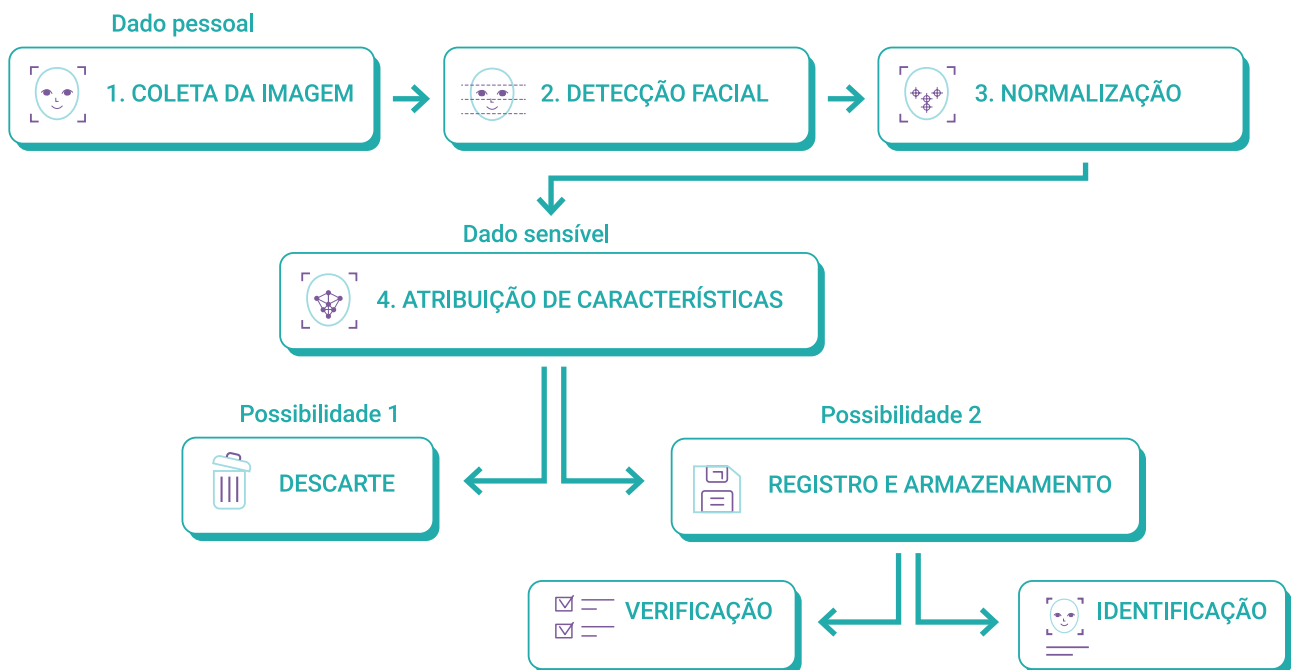 Dado pessoal
1. COLETA DA IMAGEM
2. DETECÇÃO FACIAL
3. NORMALIZAÇÃO
Dado sensível
4. ATRIBUIÇÃO DE CARACTERÍSTICAS
Possibilidade 1
Possibilidade 2
DESCARTE
REGISTRO E ARMAZENAMENTO
VERIFICAÇÃO
IDENTIFICAÇÃO